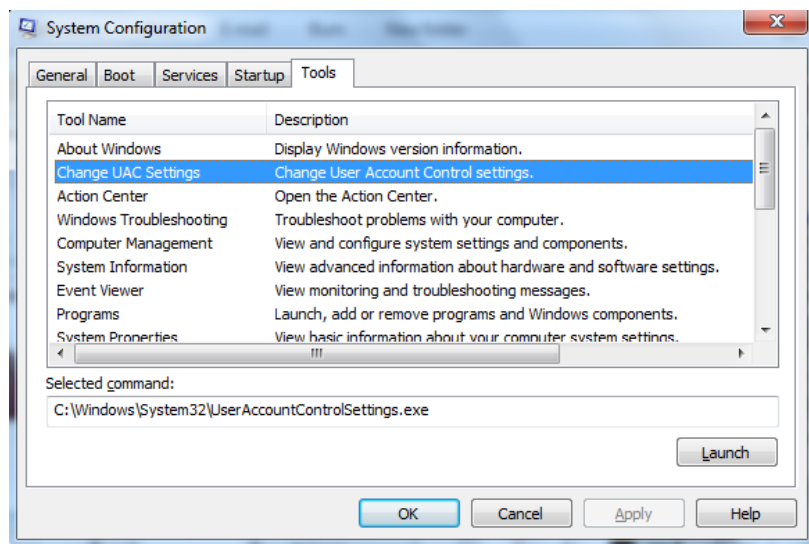 System Configuration
General Boot Services Startup Tools
Tool Name Description
About Windows Display Windows version information.
Change UAC Settings Change User Account Control settings.
Action Center Open the Action Center.
Windows Troubleshooting Troubleshoot problems with your computer.
Computer Management View and configure system settings and components.
System Information View advanced information about hardware and software settings.
Event Viewer View monitoring and troubleshooting messages.
Programs Launch, add or remove programs and Windows components.
System Properties View basic information about your computer system settings.
Selected command:
C:\Windows\System32\UserAccountControlSettings.exe
Launch
OK Cancel Apply Help